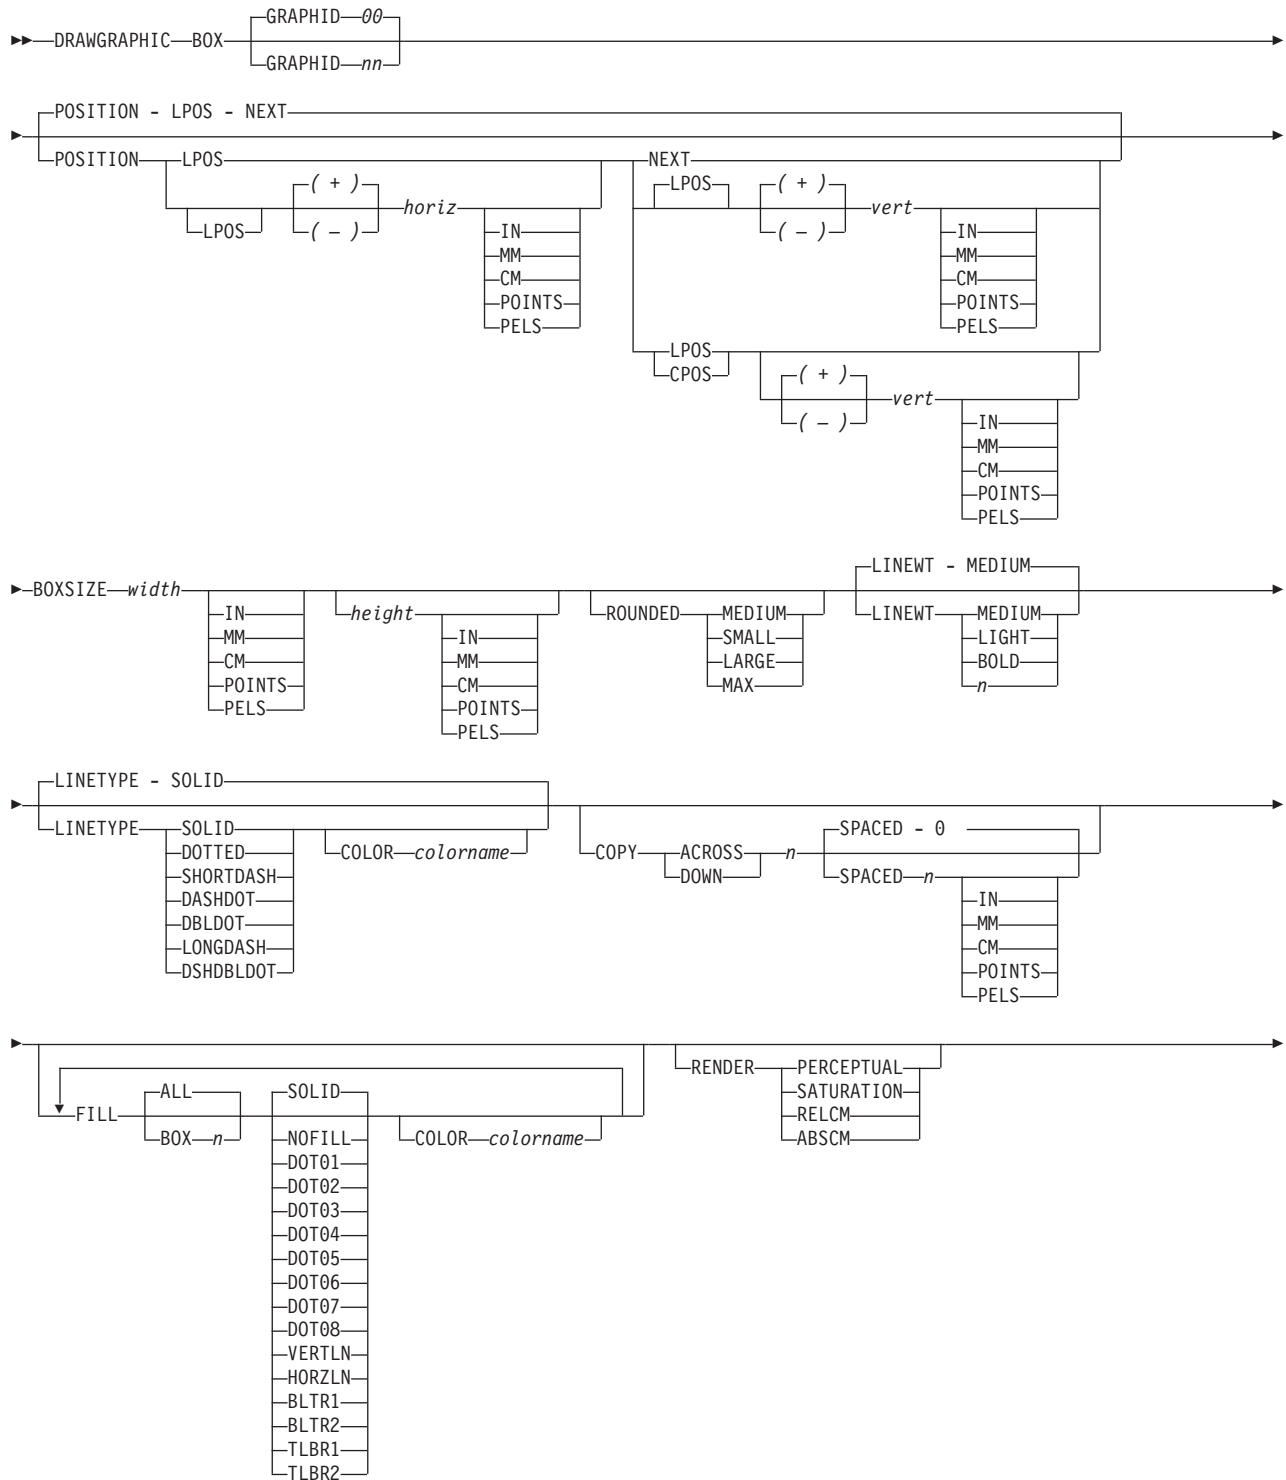 GRAPHID 00
DRAWGRAPHIC BOX
GRAPHID nn
POSITION - LPOS - NEXT
POSITION LPOS NEXT
( + ) LPOS ( + )
horiz vert
LPOS ( – ) IN ( – ) IN
MM MM
CM CM
POINTS POINTS
PELS PELS
LPOS
CPOS ( + )
vert
( – ) IN
MM
CM
POINTS
PELS
LINEWT - MEDIUM
BOXSIZE width
IN height ROUNDED MEDIUM LINEWT MEDIUM
MM IN SMALL LIGHT
CM MM LARGE BOLD
POINTS CM MAX n
PELS POINTS
PELS
LINETYPE - SOLID
LINETYPE SOLID SPACED - 0
DOTTED COLOR colorname COPY ACROSS n
SHORTDASH DOWN SPACED n
DASHDOT IN
DBLDOT MM
LONGDASH CM
DSHDBLDOT POINTS
PELS
RENDER PERCEPTUAL
ALL SOLID SATURATION
FILL RELCM
BOX n NOFILL COLOR colorname ABSCM
DOT01
DOT02
DOT03
DOT04
DOT05
DOT06
DOT07
DOT08
VERTLN
HORZLN
BLTR1
BLTR2
TLBR1
TLBR2